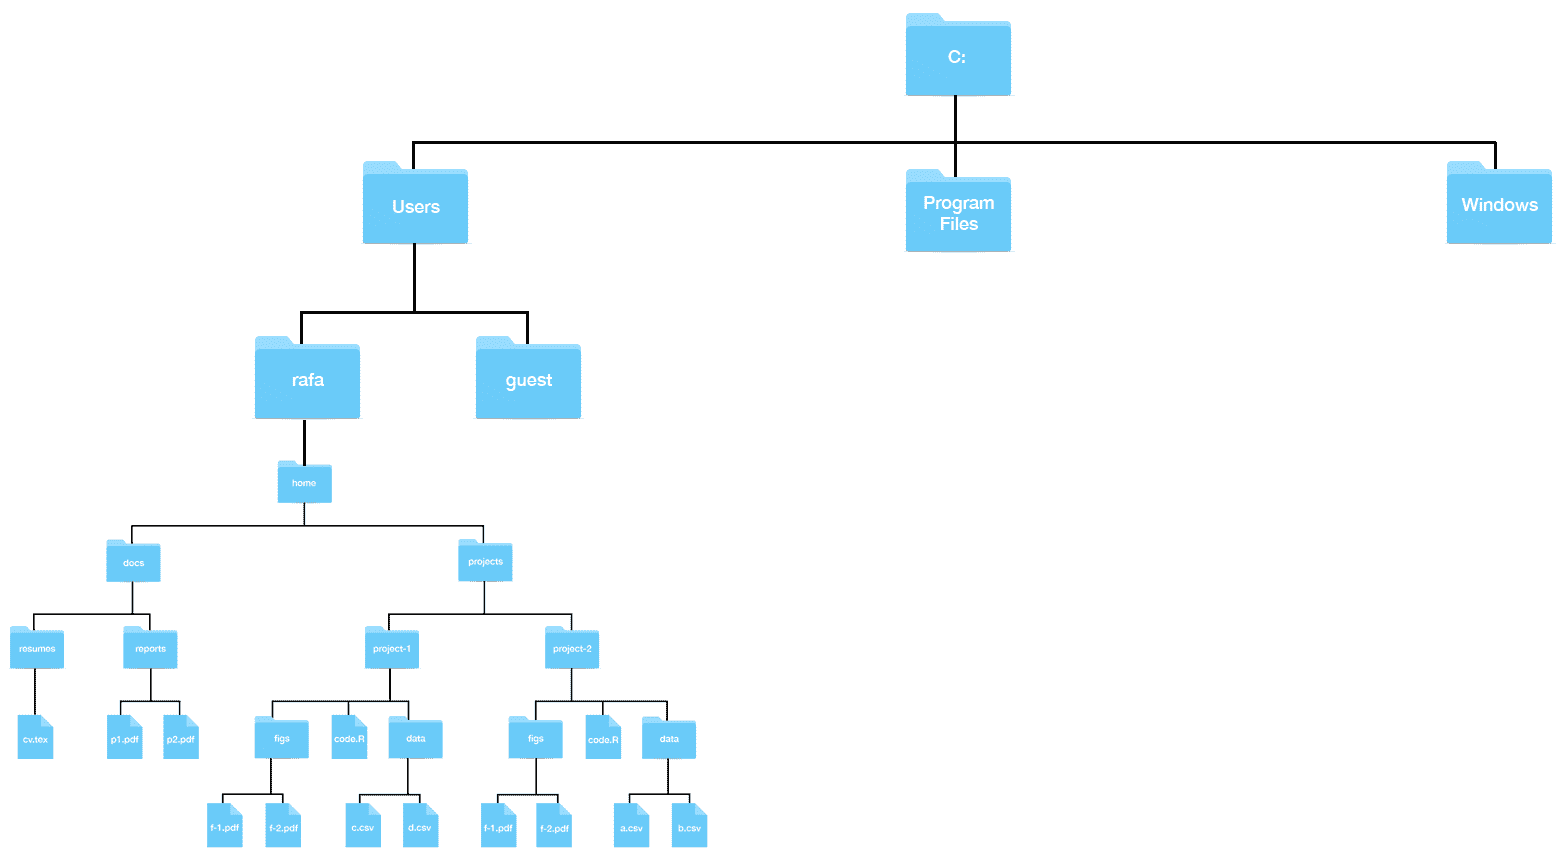 C:
Users
Program
Files
Windows
rafa
guest
home
docs
projects
resumes
reports
project-1
project-2
cv.tex
p1.pdf
p2.pdf
figs
code.R
data
figs
code.R
data
f-1.pdf
f-2.pdf
c.csv
d.csv
f-1.pdf
f-2.pdf
a.csv
b.csv